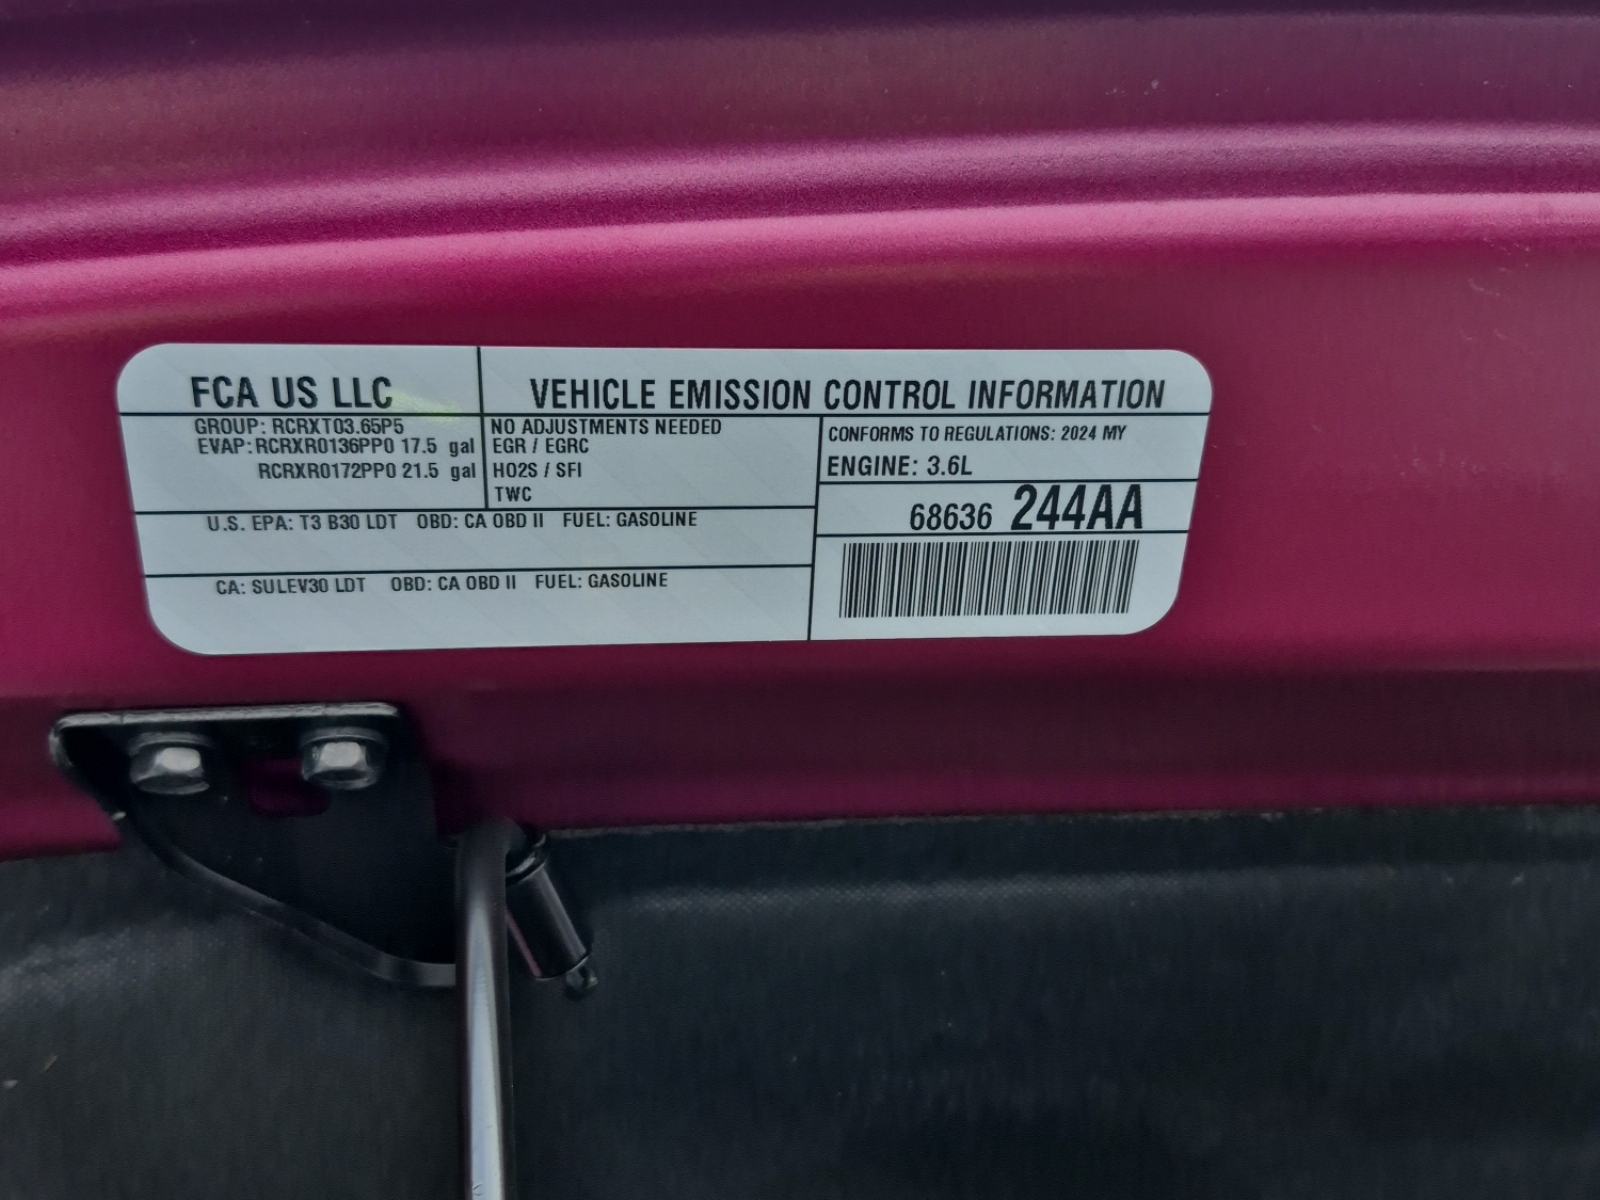 FCA US LLC
VEHICLE EMISSION CONTROL INFORMATION
GROUP: RCRXT03.65P5
EVAP: RCRXR0136PP0 17.5 gal
RCRXR0172PP0 21.5 gal
NO ADJUSTMENTS NEEDED
EGR / EGRC
HO2S / SFI
TWC
CONFORMS TO REGULATIONS: 2024 MY
ENGINE: 3.6L
68636 244AA
U.S. EPA: T3 B30 LDT OBD: CA OBD II FUEL: GASOLINE
CA: SULEV30 LDT OBD: CA OBD II FUEL: GASOLINE